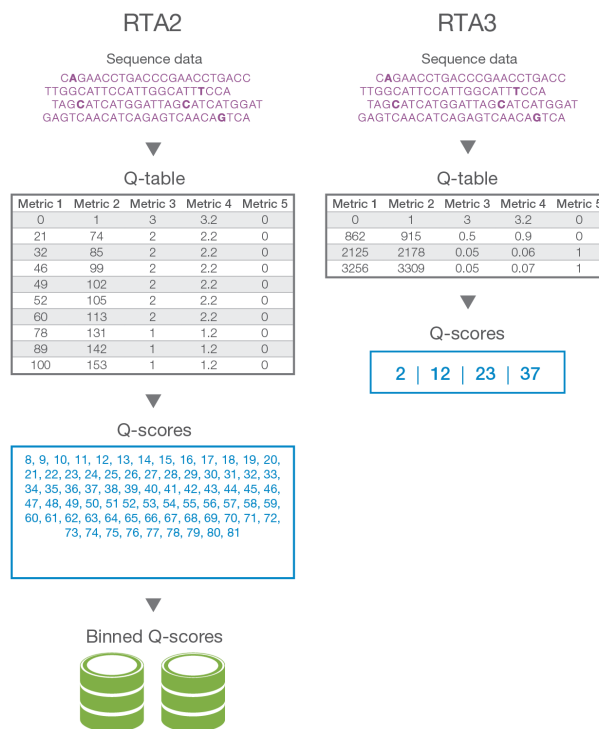 RTA2
Sequence data
CAGAACCTGACCCGAACCTGACC
TTGGCATTCCATTGGCATTTCCA
TAGCATCATGGATTAGCATCATGGAT
GAGTCAACATCAGAGTCAACAGTCA
Q-table
Metric 1 Metric 2 Metric 3 Metric 4 Metric 5
0 1 3 3.2 0
21 74 2 2.2 0
32 85 2 2.2 0
46 99 2 2.2 0
49 102 2 2.2 0
52 105 2 2.2 0
60 113 2 2.2 0
78 131 1 1.2 0
89 142 1 1.2 0
100 153 1 1.2 0
Q-scores
8, 9, 10, 11, 12, 13, 14, 15, 16, 17, 18, 19, 20,
21, 22, 23, 24, 25, 26, 27, 28, 29, 30, 31, 32, 33,
34, 35, 36, 37, 38, 39, 40, 41, 42, 43, 44, 45, 46,
47, 48, 49, 50, 51 52, 53, 54, 55, 56, 57, 58, 59,
60, 61, 62, 63, 64, 65, 66, 67, 68, 69, 70, 71, 72,
73, 74, 75, 76, 77, 78, 79, 80, 81
Binned Q-scores
RTA3
Sequence data
CAGAACCTGACCCGAACCTGACC
TTGGCATTCCATTGGCATTTCCA
TAGCATCATGGATTAGCATCATGGAT
GAGTCAACATCAGAGTCAACAGTCA
Q-table
Metric 1 Metric 2 Metric 3 Metric 4 Metric 5
0 1 3 3.2 0
862 915 0.5 0.9 0
2125 2178 0.05 0.06 1
3256 3309 0.05 0.07 1
Q-scores
2 | 12 | 23 | 37